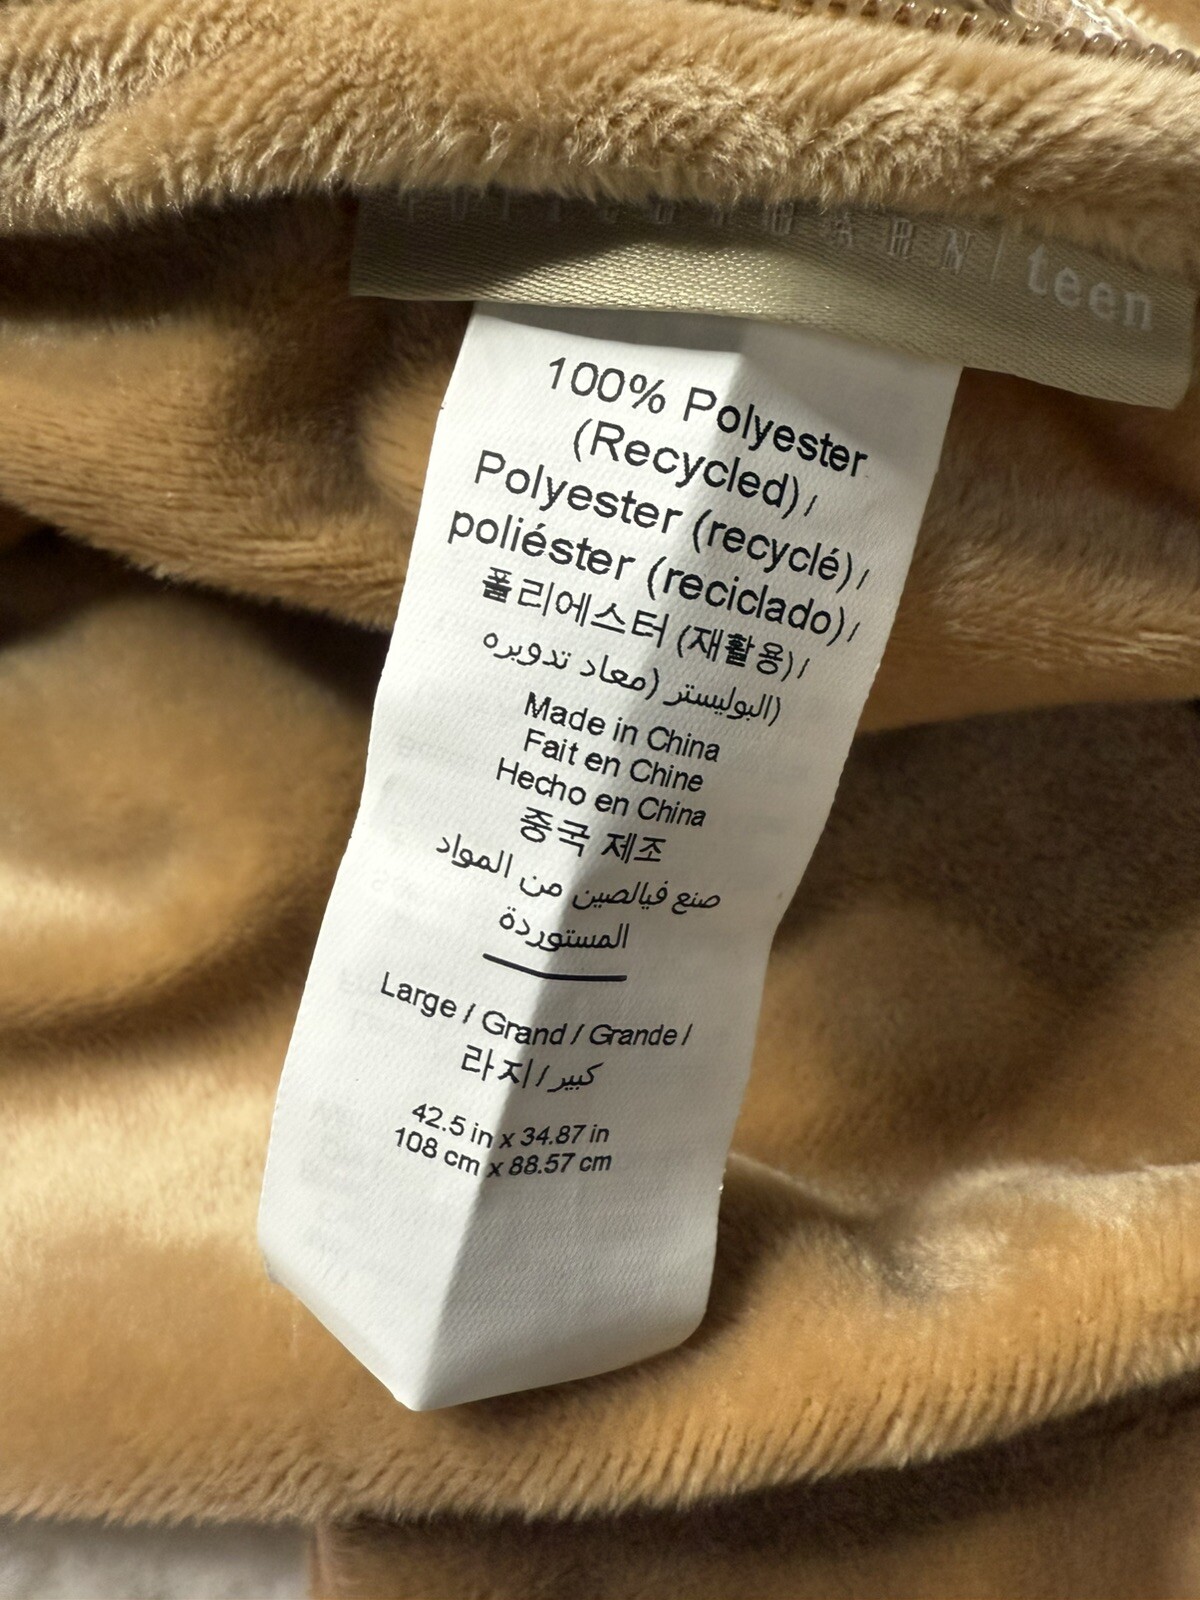 POTTERY BARN | teen
100% Polyester
(Recycled)/
Polyester (recyclé)/
poliéster (reciclado)/
폴리에스터 (재활용)/
البوليستر (معاد تدويره)
Made in China
Fait en Chine
Hecho en China
중국 제조
صنع فيالصين من المواد
المستوردة
Large / Grand / Grande /
라지 / كبير
42.5 in x 34.87 in
108 cm x 88.57 cm